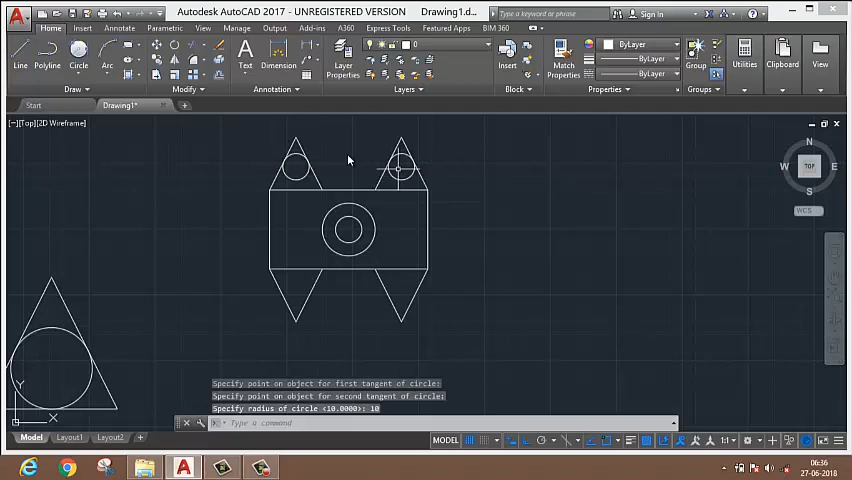 Autodesk AutoCAD 2017 - UNREGISTERED VERSION Drawing1.d...
Type a keyword or phrase
Sign In
Home Insert Annotate Parametric View Manage Output Add-ins A360 Express Tools Featured Apps BIM 360
Line Polyline Circle Arc Text Dimension Layer Properties 0 Insert Match Properties ByLayer ByLayer ByLayer Group Utilities Clipboard View
Draw Modify Annotation Layers Block Properties Groups
Start Drawing1*
[−][Top][2D Wireframe]
N
W TOP E
S
WCS
Y
X
Specify point on object for first tangent of circle:
Specify point on object for second tangent of circle:
Specify radius of circle <10.0000>: 10
Type a command
Model Layout1 Layout2 + MODEL 1:1
06:36
27-06-2018